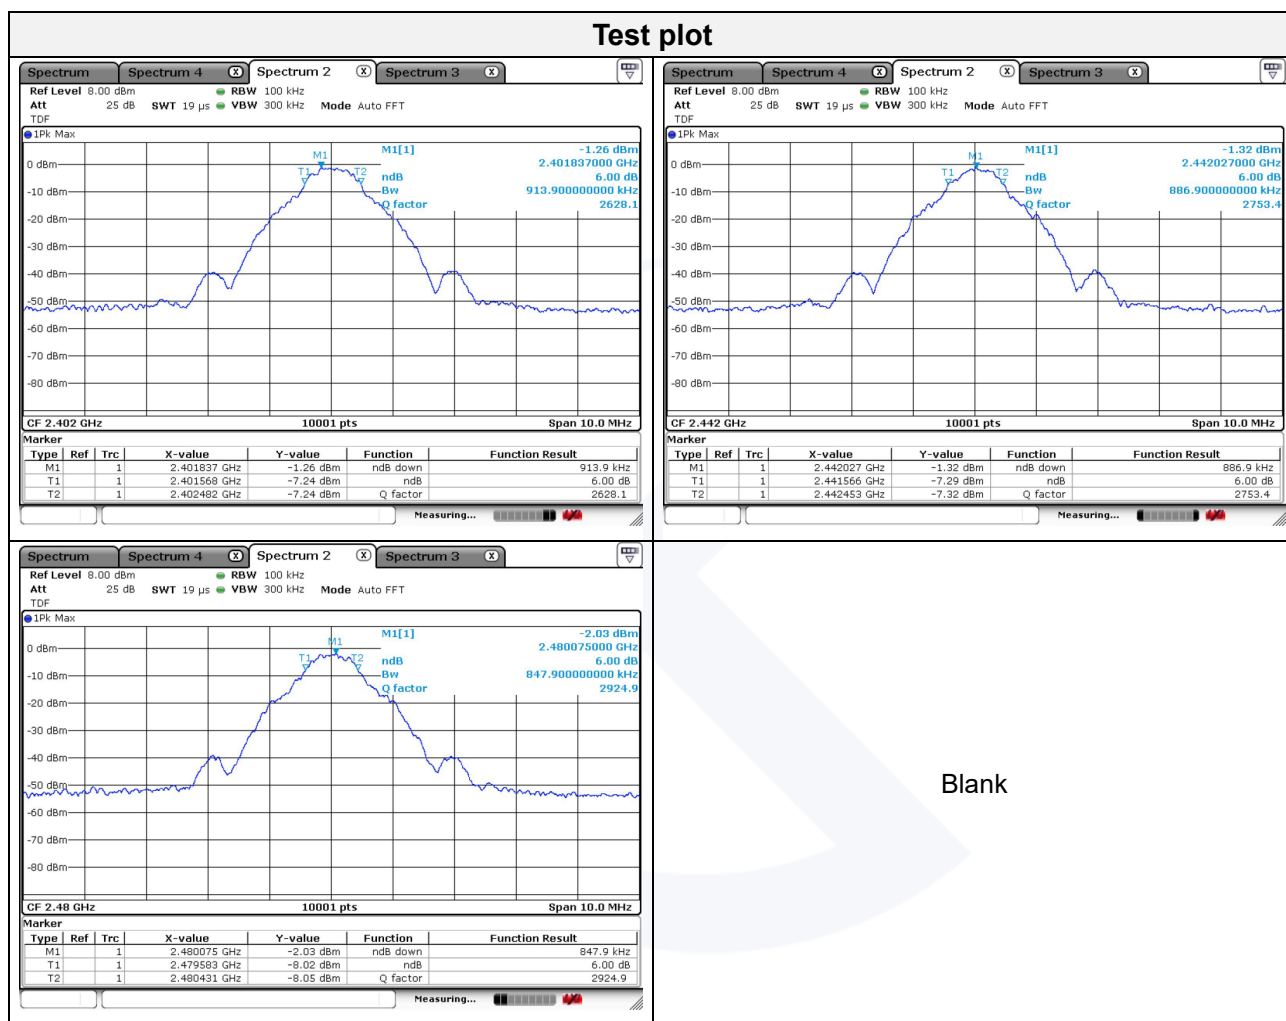 Test plot
Spectrum Spectrum 4 X Spectrum 2 X Spectrum 3 X
Ref Level 8.00 dBm RBW 100 kHz
Att 25 dB SWT 19 µs VBW 300 kHz Mode Auto FFT
TDF
1Pk Max
M1[1] -1.26 dBm
2.401837000 GHz
ndB 6.00 dB
Bw 913.900000000 kHz
Q factor 2628.1
M1
T1 T2
0 dBm
-10 dBm
-20 dBm
-30 dBm
-40 dBm
-50 dBm
-60 dBm
-70 dBm
-80 dBm
CF 2.402 GHz 10001 pts Span 10.0 MHz
Marker
Type Ref Trc X-value Y-value Function Function Result
M1 1 2.401837 GHz -1.26 dBm ndB down 913.9 kHz
T1 1 2.401568 GHz -7.24 dBm ndB 6.00 dB
T2 1 2.402482 GHz -7.24 dBm Q factor 2628.1
Measuring...
Spectrum Spectrum 4 X Spectrum 2 X Spectrum 3 X
Ref Level 8.00 dBm RBW 100 kHz
Att 25 dB SWT 19 µs VBW 300 kHz Mode Auto FFT
TDF
1Pk Max
M1[1] -1.32 dBm
2.442027000 GHz
ndB 6.00 dB
Bw 886.900000000 kHz
Q factor 2753.4
M1
T1 T2
0 dBm
-10 dBm
-20 dBm
-30 dBm
-40 dBm
-50 dBm
-60 dBm
-70 dBm
-80 dBm
CF 2.442 GHz 10001 pts Span 10.0 MHz
Marker
Type Ref Trc X-value Y-value Function Function Result
M1 1 2.442027 GHz -1.32 dBm ndB down 886.9 kHz
T1 1 2.441566 GHz -7.29 dBm ndB 6.00 dB
T2 1 2.442453 GHz -7.32 dBm Q factor 2753.4
Measuring...
Spectrum Spectrum 4 X Spectrum 2 X Spectrum 3 X
Ref Level 8.00 dBm RBW 100 kHz
Att 25 dB SWT 19 µs VBW 300 kHz Mode Auto FFT
TDF
1Pk Max
M1[1] -2.03 dBm
2.480075000 GHz
ndB 6.00 dB
Bw 847.900000000 kHz
Q factor 2924.9
M1
T1 T2
0 dBm
-10 dBm
-20 dBm
-30 dBm
-40 dBm
-50 dBm
-60 dBm
-70 dBm
-80 dBm
CF 2.48 GHz 10001 pts Span 10.0 MHz
Marker
Type Ref Trc X-value Y-value Function Function Result
M1 1 2.480075 GHz -2.03 dBm ndB down 847.9 kHz
T1 1 2.479583 GHz -8.02 dBm ndB 6.00 dB
T2 1 2.480431 GHz -8.05 dBm Q factor 2924.9
Measuring...
Blank